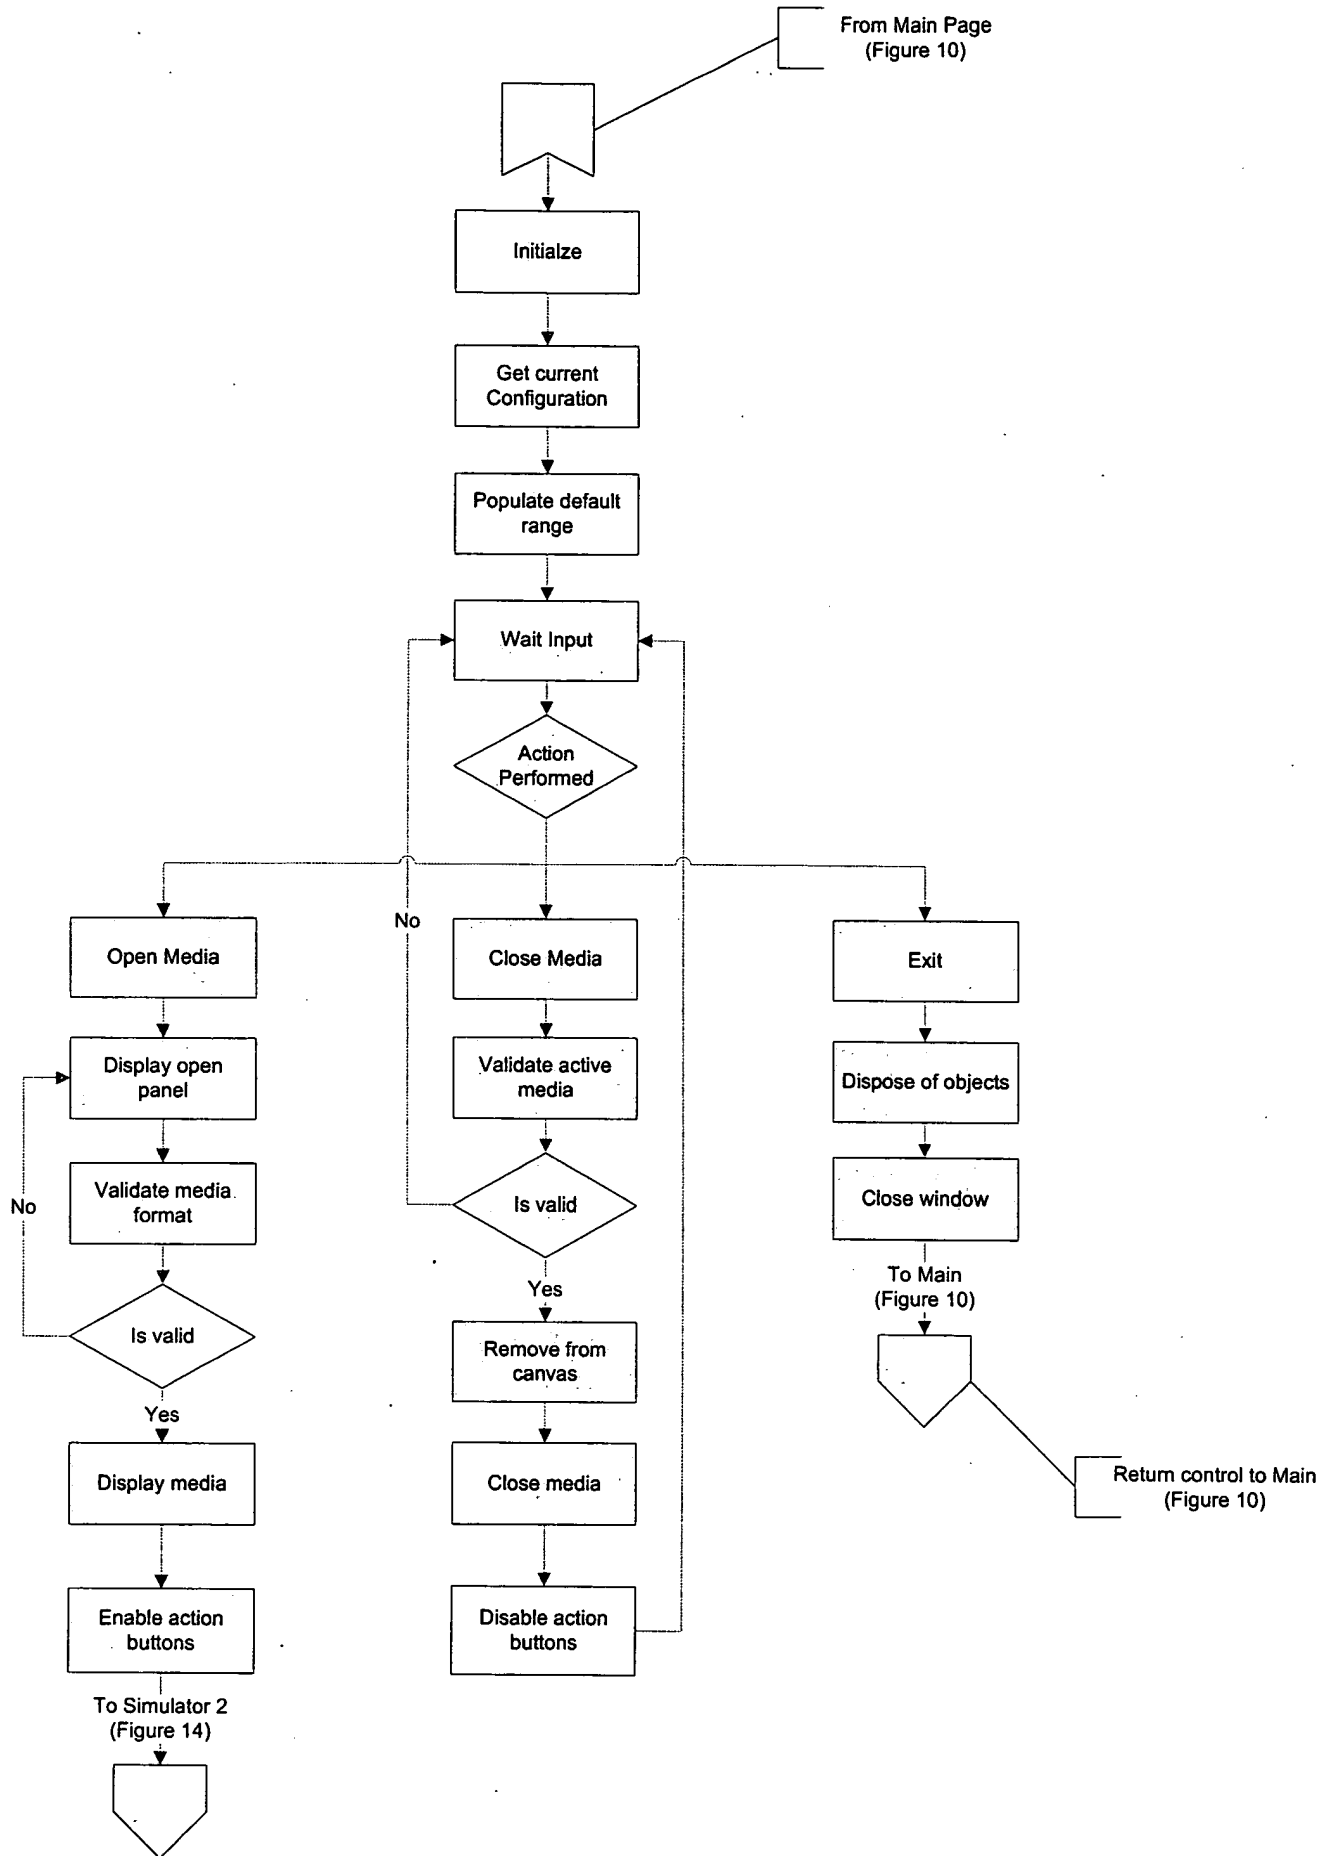 From Main Page
(Figure 10)
Initialze
Get current
Configuration
Populate default
range
Wait Input
Action
Performed
No
Open Media
Close Media
Exit
Display open
panel
Validate active
media
Dispose of objects
No
Validate media
format
Is valid
Close window
Yes
To Main
(Figure 10)
Is valid
Remove from
canvas
Yes
Display media
Close media
Return control to Main
(Figure 10)
Enable action
buttons
Disable action
buttons
To Simulator 2
(Figure 14)